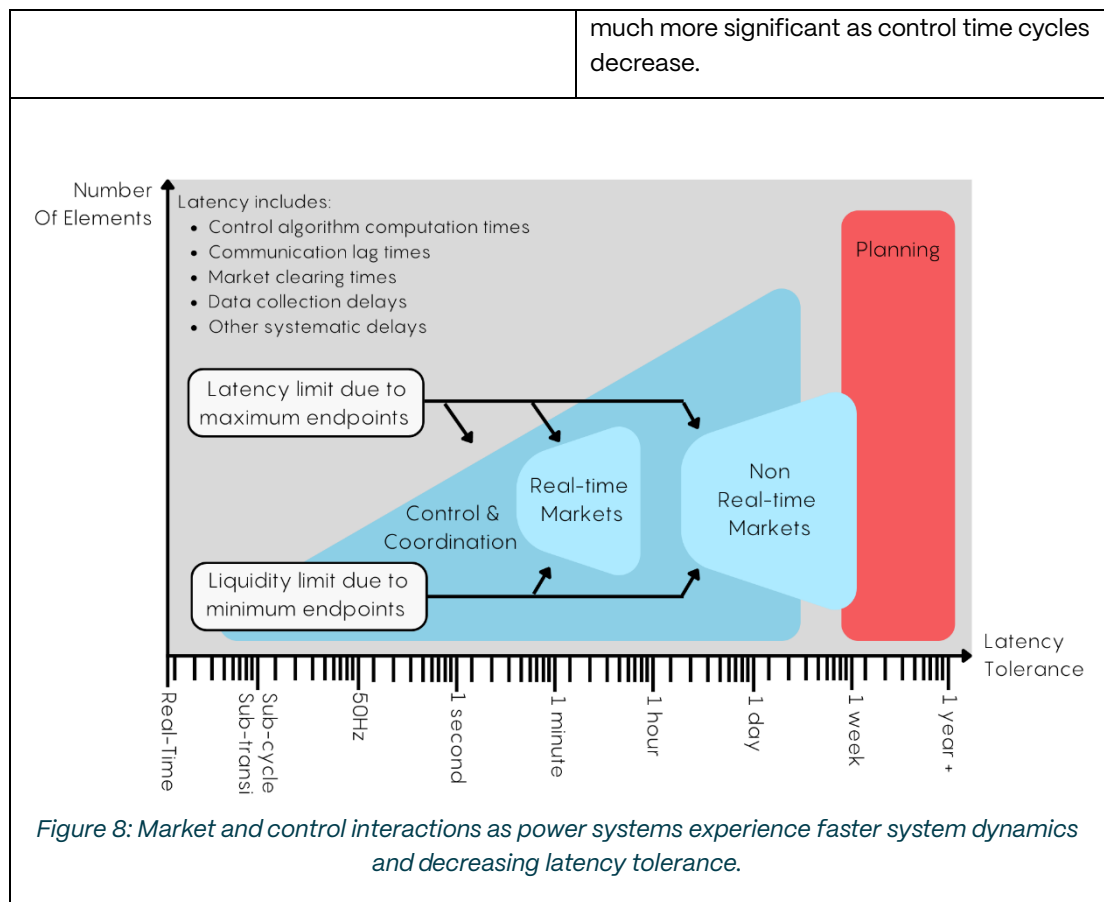 much more significant as control time cycles
decrease.
Number
Of Elements
Latency includes:
• Control algorithm computation times
• Communication lag times
• Market clearing times
• Data collection delays
• Other systematic delays
Planning
Latency limit due to
maximum endpoints
Real-time
Markets
Non
Real-time
Markets
Control &
Coordination
Liquidity limit due to
minimum endpoints
Latency
Tolerance
Real-Time
Sub-transi
Sub-cycle
50Hz
1 second
1 minute
1 hour
1 day
1 week
1 year +
Figure 8: Market and control interactions as power systems experience faster system dynamics
and decreasing latency tolerance.